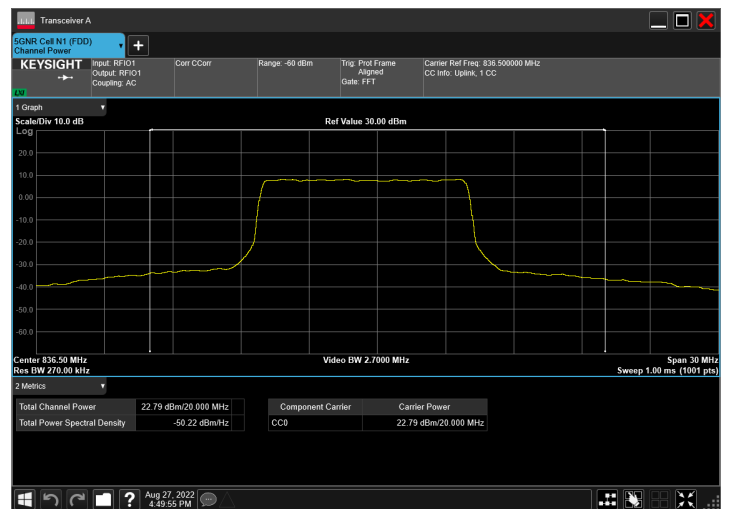 Transceiver A
5GNR Cell N1 (FDD)
Channel Power
KEYSIGHT
Input: RFIO1
Output: RFIO1
Coupling: AC
Corr CCorr
Range: -60 dBm
Trig: Prot Frame
Aligned
Gate: FFT
Carrier Ref Freq: 836.500000 MHz
CC Info: Uplink, 1 CC
LXI
1 Graph
Scale/Div 10.0 dB
Ref Value 30.00 dBm
Log
20.0
10.0
0.00
-10.0
-20.0
-30.0
-40.0
-50.0
-60.0
Center 836.50 MHz
Video BW 2.7000 MHz
Span 30 MHz
Res BW 270.00 kHz
Sweep 1.00 ms (1001 pts)
2 Metrics
Total Channel Power 22.79 dBm/20.000 MHz
Total Power Spectral Density -50.22 dBm/Hz
Component Carrier Carrier Power
CC0 22.79 dBm/20.000 MHz
Aug 27, 2022
4:49:55 PM